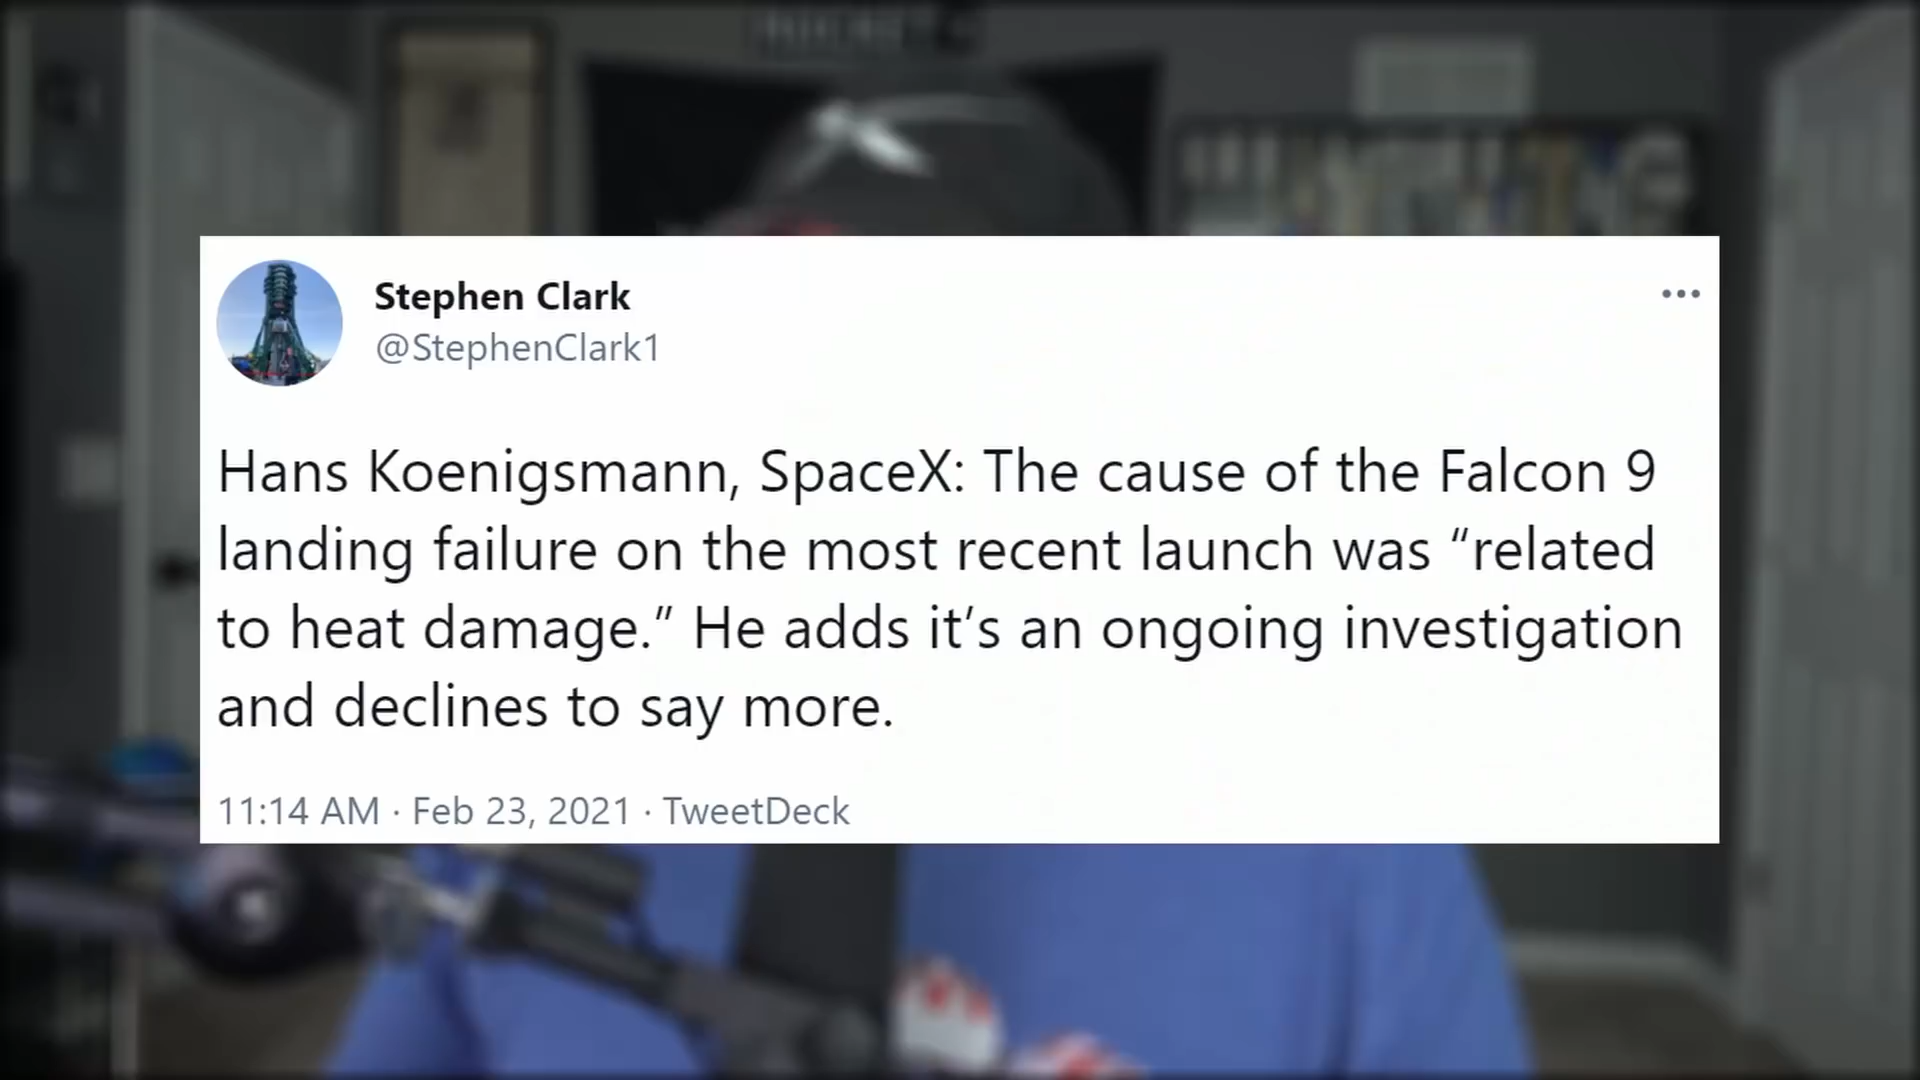 Stephen Clark
@StephenClark1
Hans Koenigsmann, SpaceX: The cause of the Falcon 9
landing failure on the most recent launch was “related
to heat damage.” He adds it’s an ongoing investigation
and declines to say more.
11:14 AM · Feb 23, 2021 · TweetDeck